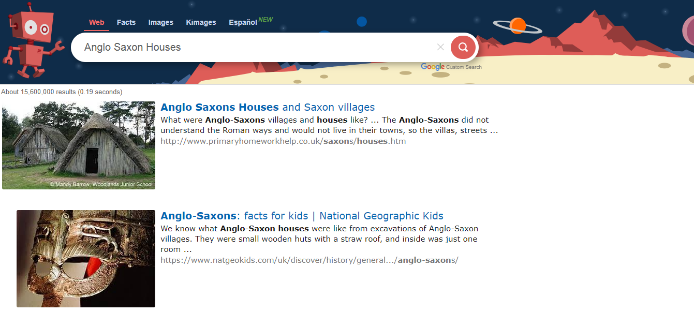 Web Facts Images Kimages Español NEW
Anglo Saxon Houses
Google Custom Search
About 15,600,000 results (0.19 seconds)
Anglo Saxons Houses and Saxon villages
What were Anglo-Saxons villages and houses like? ... The Anglo-Saxons did not
understand the Roman ways and would not live in their towns, so the villas, streets ...
http://www.primaryhomeworkhelp.co.uk/saxons/houses.htm
© Mandy Barrow, Woodlands Junior School
Anglo-Saxons: facts for kids | National Geographic Kids
We know what Anglo-Saxon houses were like from excavations of Anglo-Saxon
villages. They were small wooden huts with a straw roof, and inside was just one
room ...
https://www.natgeokids.com/uk/discover/history/general.../anglo-saxons/